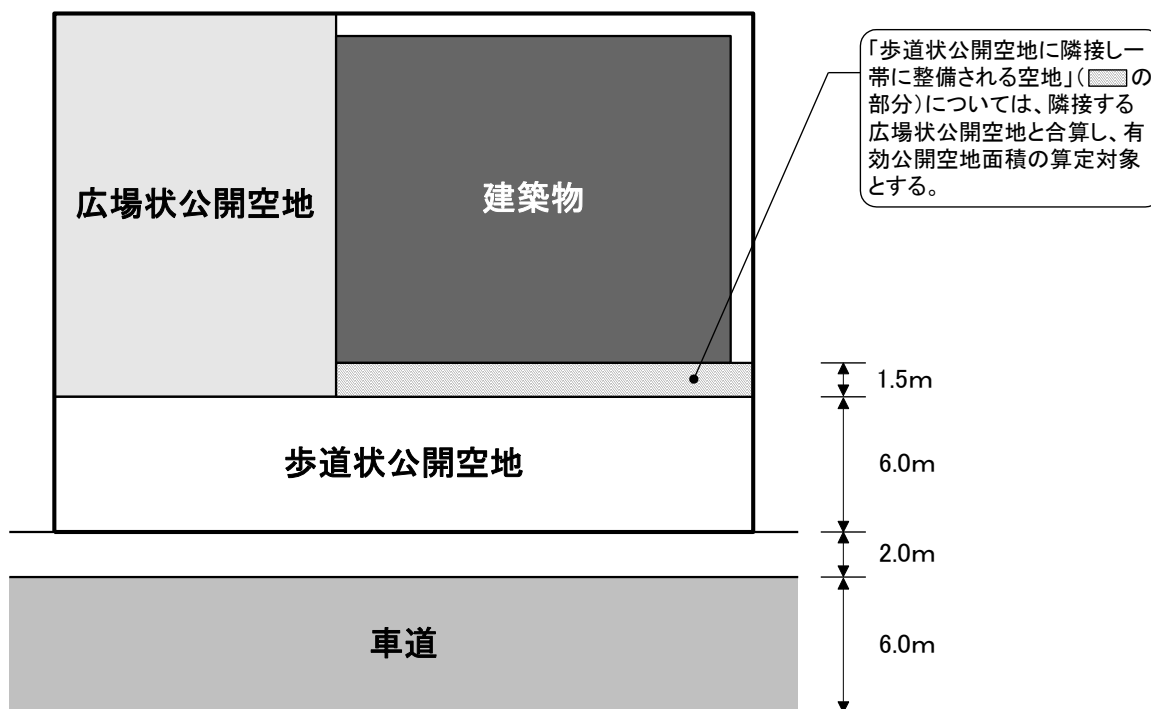 「歩道状公開空地に隣接し一
帯に整備される空地」(の
部分)については、隣接する
広場状公開空地と合算し、有
効公開空地面積の算定対象
とする。
広場状公開空地
建築物
1.5m
歩道状公開空地
6.0m
2.0m
車道
6.0m